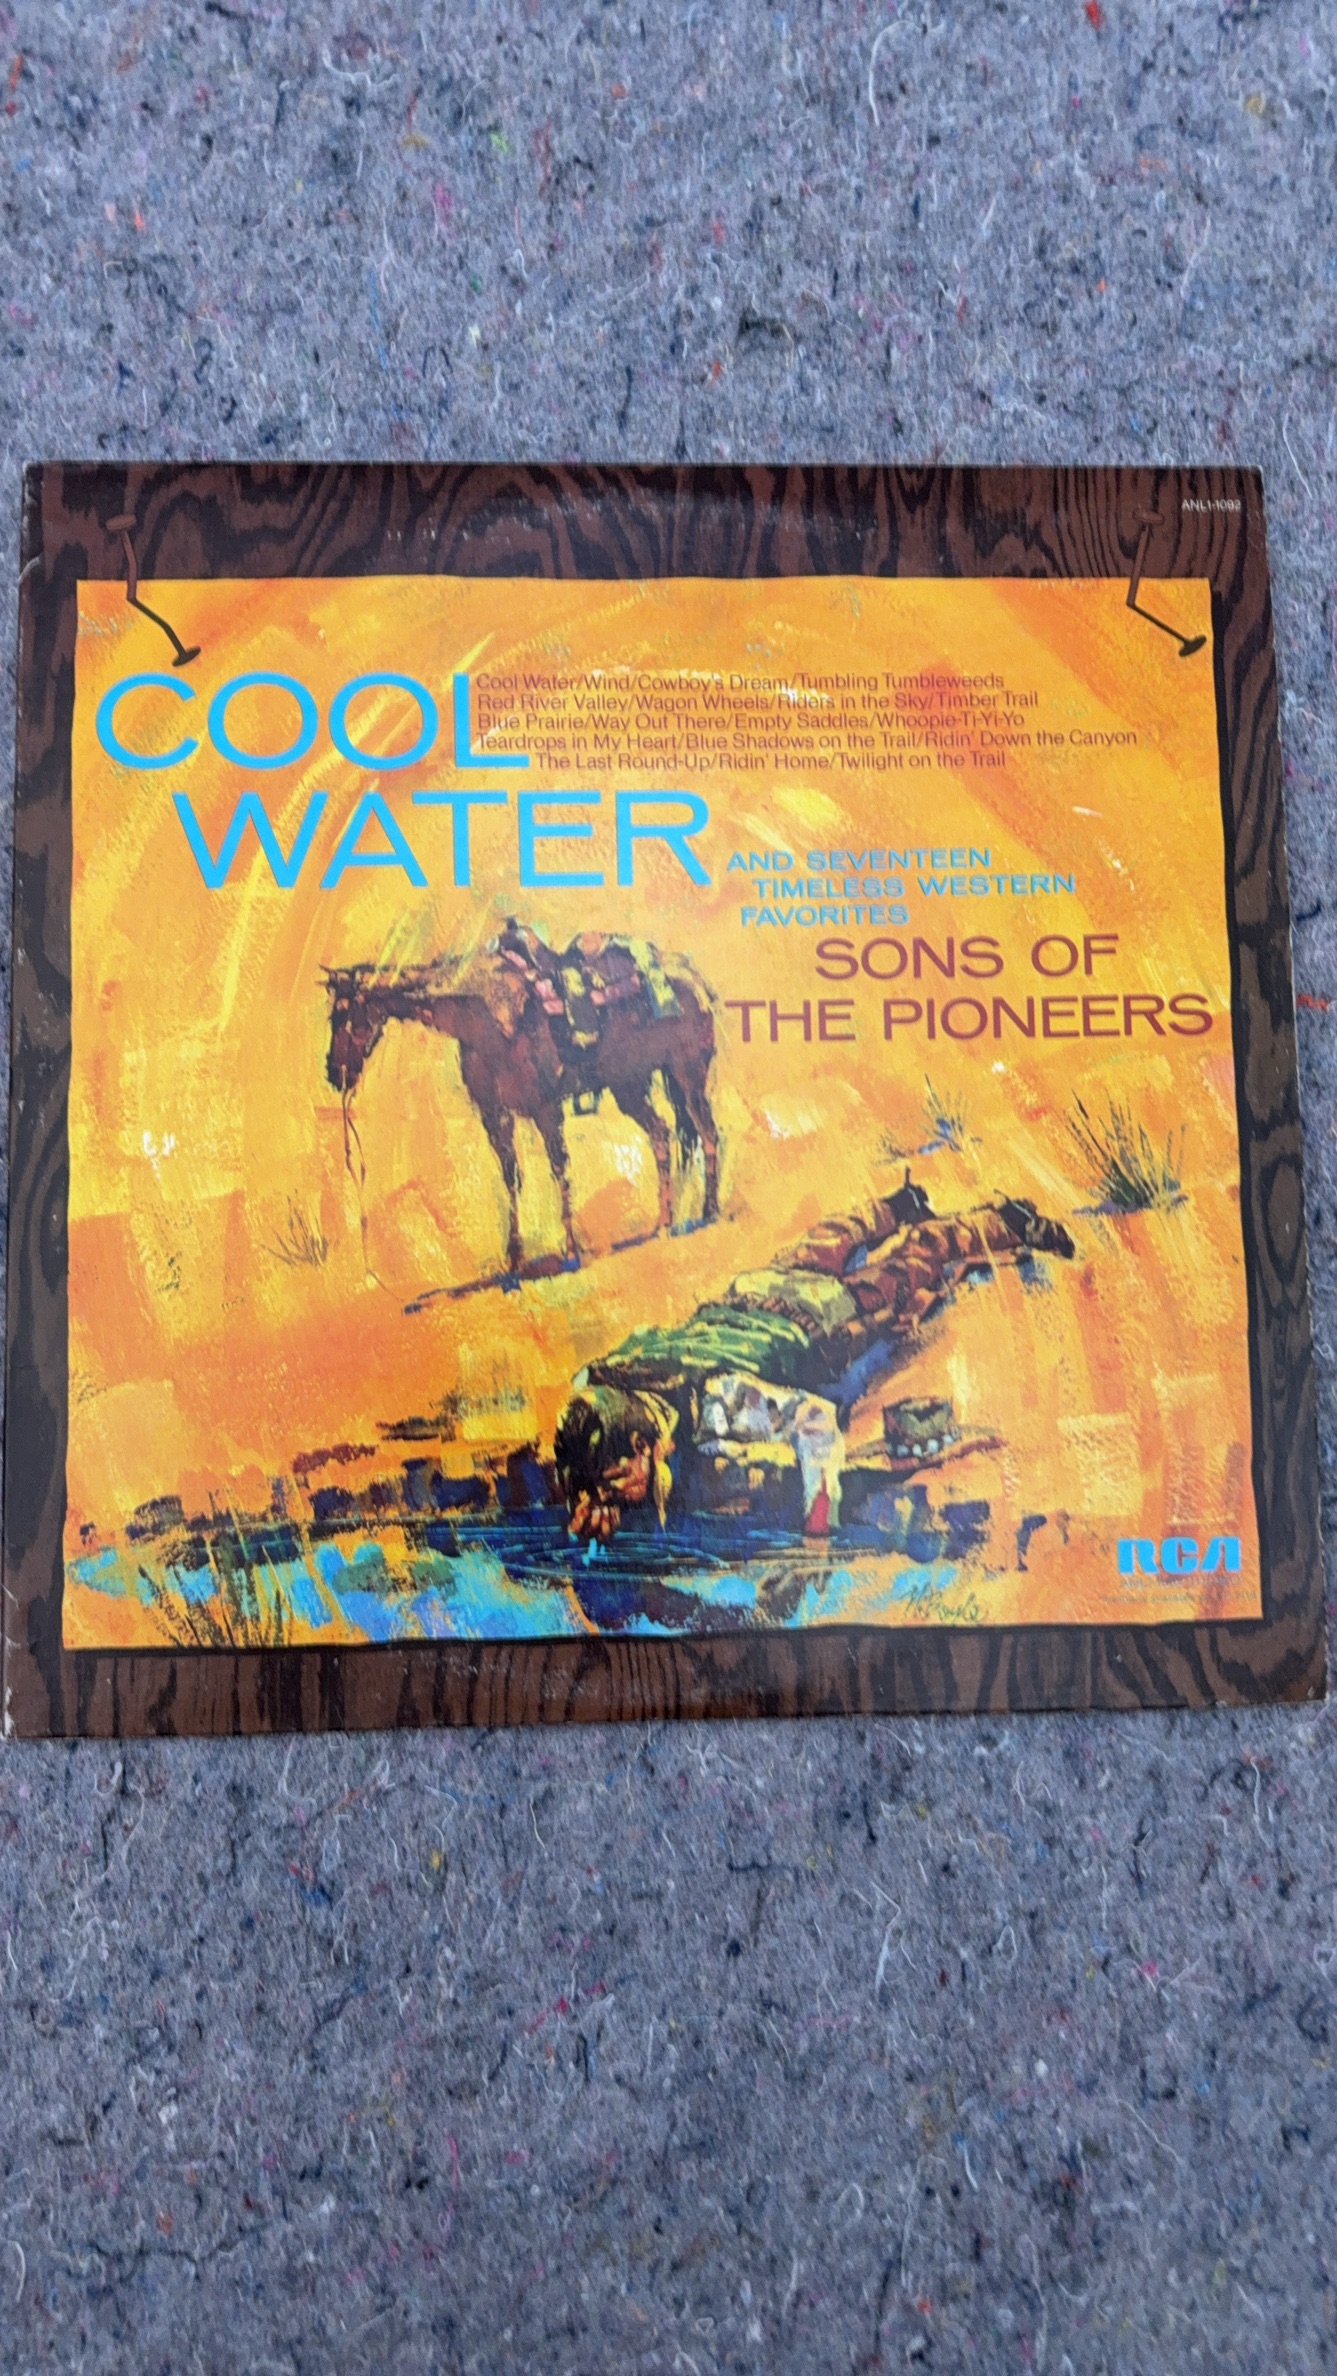 ANL1-1092
COOL
Cool Water/Wind/Cowboy's Dream/Tumbling Tumbleweeds
Red River Valley/Wagon Wheels/Riders in the Sky/Timber Trail
Blue Prairie/Way Out There/Empty Saddles/Whoopie-Ti-Yi-Yo
Teardrops in My Heart/Blue Shadows on the Trail/Ridin' Down the Canyon
The Last Round-Up/Ridin' Home/Twilight on the Trail
WATER
AND SEVENTEEN
TIMELESS WESTERN
FAVORITES
SONS OF
THE PIONEERS
RCA